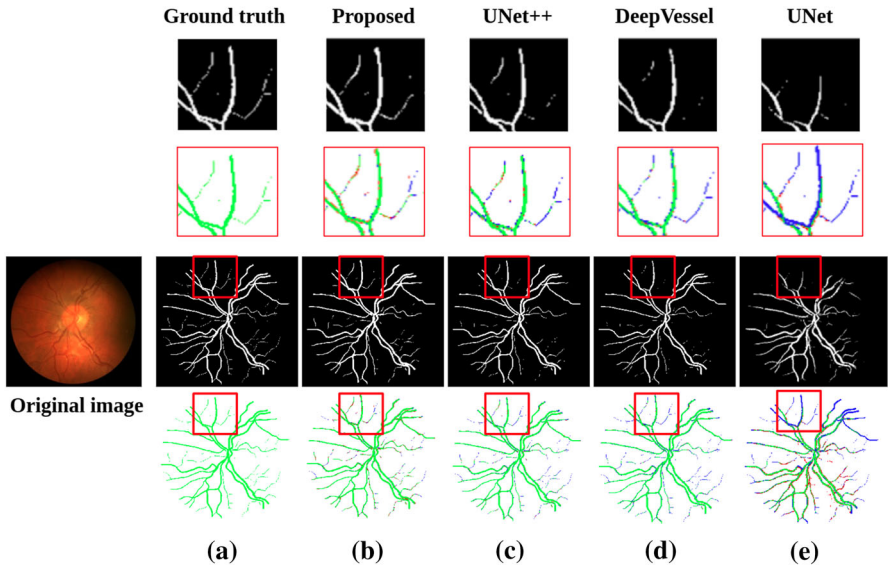 Ground truth Proposed UNet++ DeepVessel UNet
Original image
(a) (b) (c) (d) (e)